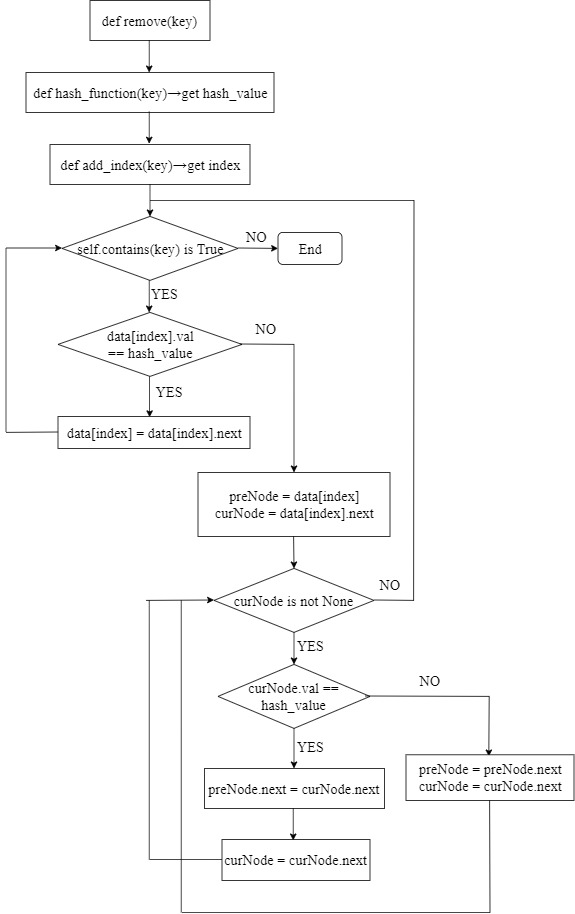 def remove(key)
def hash_function(key)→get hash_value
def add_index(key)→get index
self.contains(key) is True
NO
End
YES
data[index].val
== hash_value
NO
YES
data[index] = data[index].next
preNode = data[index]
curNode = data[index].next
NO
curNode is not None
YES
curNode.val ==
hash_value
NO
YES
preNode.next = curNode.next
preNode = preNode.next
curNode = curNode.next
curNode = curNode.next